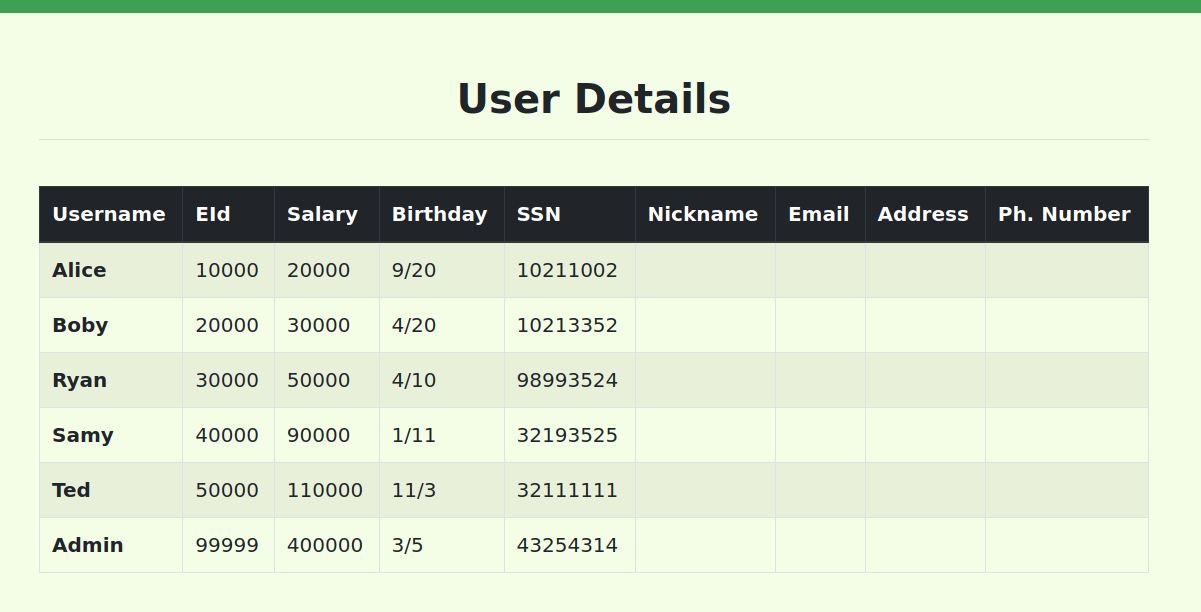 User Details
Username EId Salary Birthday SSN Nickname Email Address Ph. Number
Alice 10000 20000 9/20 10211002
Boby 20000 30000 4/20 10213352
Ryan 30000 50000 4/10 98993524
Samy 40000 90000 1/11 32193525
Ted 50000 110000 11/3 32111111
Admin 99999 400000 3/5 43254314